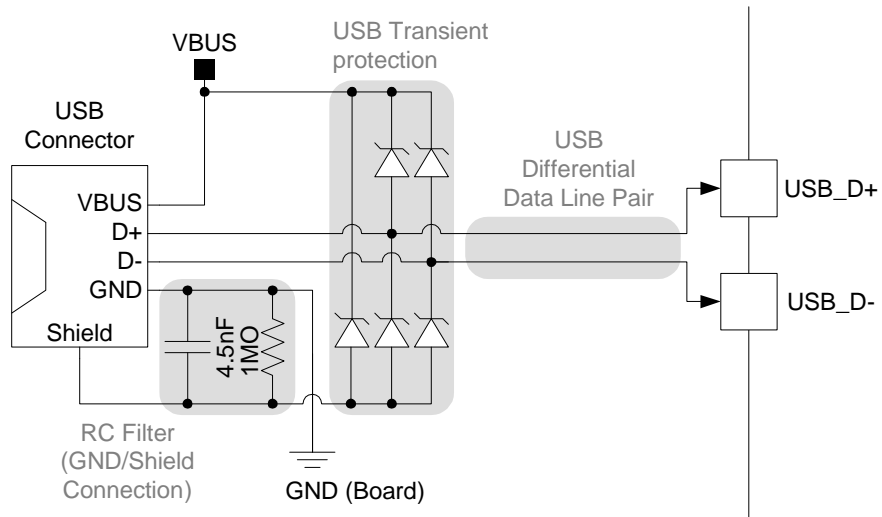 VBUS
USB Transient
protection
USB
Connector
USB
Differential
Data Line Pair
VBUS
D+
D-
GND
Shield
USB_D+
USB_D-
4.5nF
1MO
RC Filter
(GND/Shield
Connection)
GND (Board)